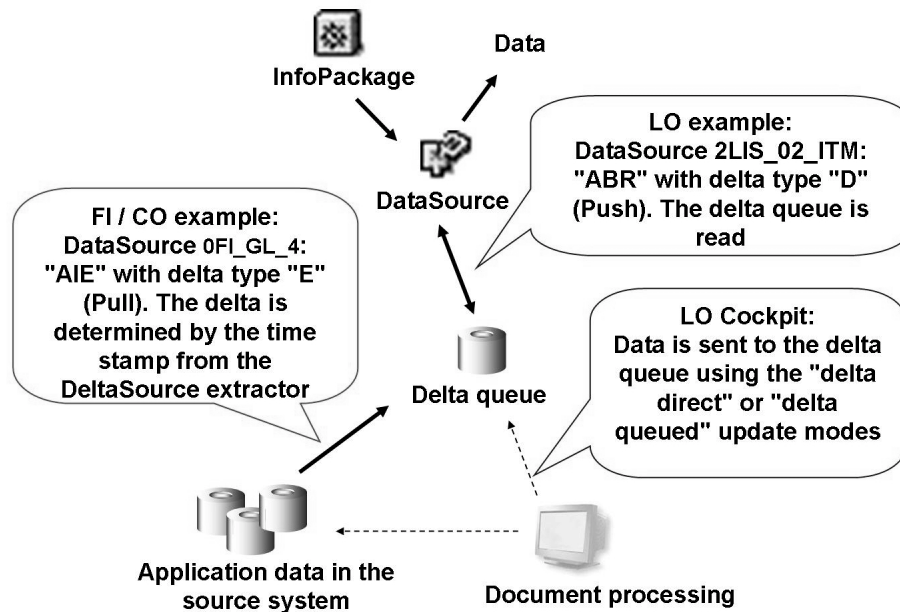 Data
InfoPackage
LO example:
DataSource 2LIS_02_ITM:
"ABR" with delta type "D"
(Push). The delta queue is
read
DataSource
FI / CO example:
DataSource 0FI_GL_4:
"AIE" with delta type "E"
(Pull). The delta is
determined by the time
stamp from the
DeltaSource extractor
LO Cockpit:
Data is sent to the delta
queue using the "delta
direct" or "delta
queued" update modes
Delta queue
Application data in the
source system
Document processing